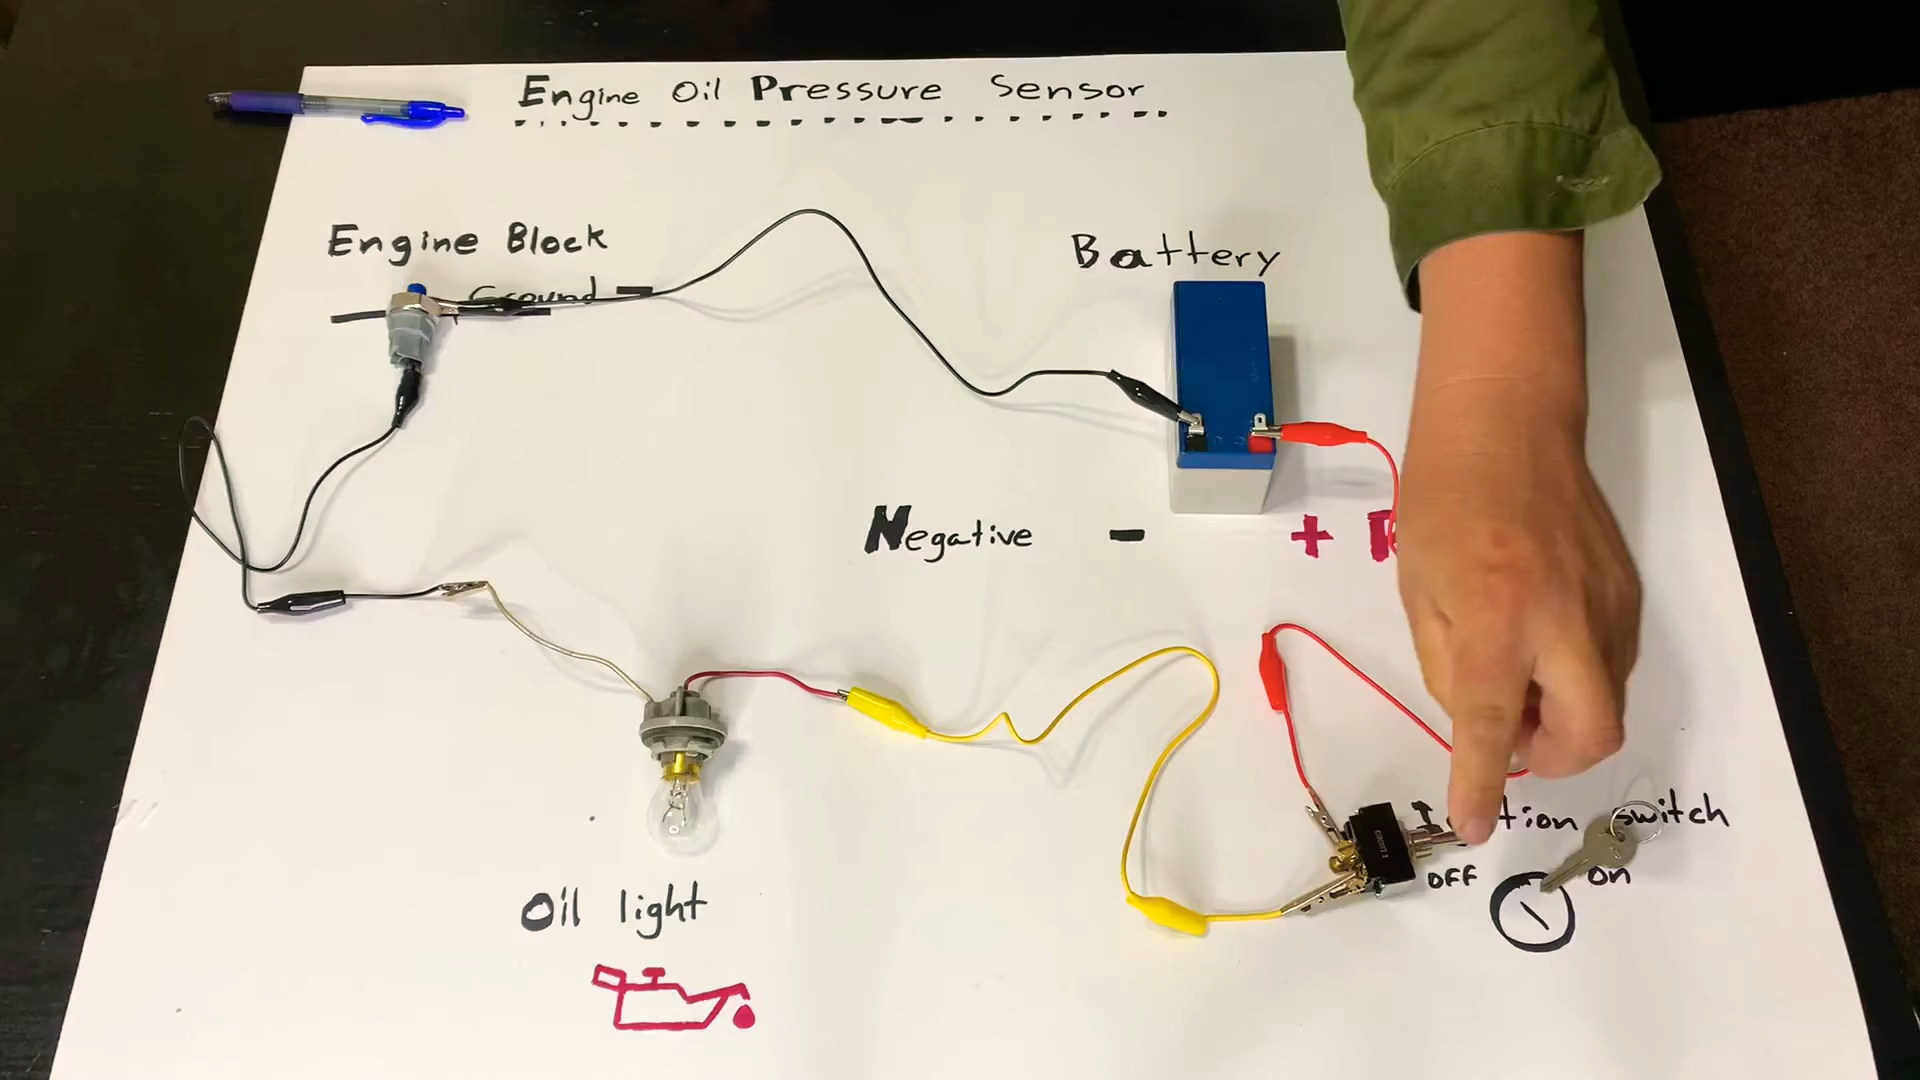 Engine Oil Pressure Sensor
Engine Block
Ground -
Battery
Negative - +
switch
OFF
on
Oil light